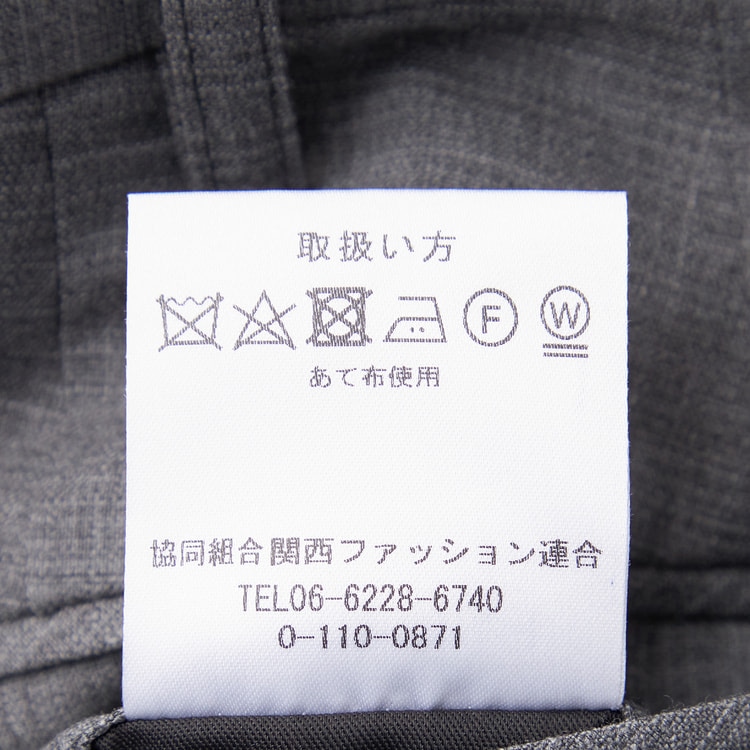 取扱い方
F W
あて布使用
協同組合関西ファッション連合
TEL06-6228-6740
0-110-0871